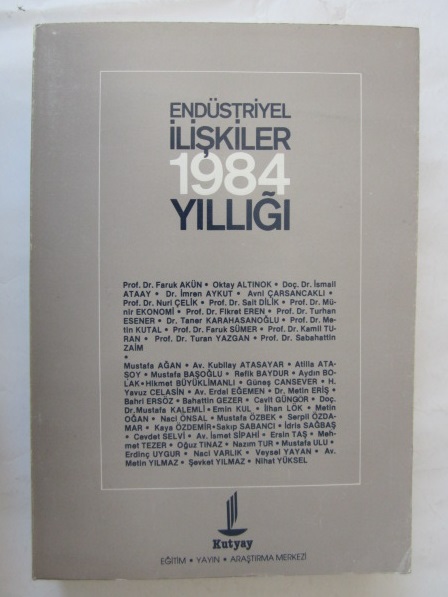 ENDÜSTRİYEL
İLİŞKİLER
1984
YILLIĞI
Prof. Dr. Faruk AKÜN • Oktay ALTINOK • Doç. Dr. İsmail
ATAAY • Dr. İmren AYKUT • Avni ÇARSANCAKLI •
Prof. Dr. Nuri ÇELİK • Prof. Dr. Sait DİLİK • Prof. Dr. Mü-
nir EKONOMİ • Prof. Dr. Fikret EREN • Prof. Dr. Turhan
ESENER • Dr. Taner KARAHASANOĞLU • Prof. Dr. Me-
tin KUTAL • Prof. Dr. Faruk SÜMER • Prof. Dr. Kamil TU-
RAN • Prof. Dr. Turan YAZGAN • Prof. Dr. Sabahattin
ZAİM
•
Mustafa AĞAN • Av. Kubilay ATASAYAR • Atilla ATA-
SOY • Mustafa BAŞOĞLU • Refik BAYDUR • Aydın BO-
LAK • Hikmet BÜYÜKLİMANLI • Güneş CANSEVER • H.
Yavuz CELASİN • Av. Erdal EĞEMEN • Dr. Metin ERİŞ •
Bahri ERSÖZ • Bahattin GEZER • Cavit GÜNGÖR • Doç.
Dr. Mustafa KALEMLİ • Emin KUL • İlhan LÖK • Metin
OĞAN • Naci ÖNSAL • Mustafa ÖZBEK • Serpil ÖZDA-
MAR • Kaya ÖZDEMİR • Sakıp SABANCI • İdris SAĞBAŞ
• Cevdet SELVİ • Av. İsmet SİPAHİ • Ersin TAŞ • Meh-
met TEZER • Oğuz TINAZ • Nazım TUR • Mustafa ULU •
Erdinç UYGUR • Naci VARLIK • Veysel YAYAN • Av.
Metin YILMAZ • Şevket YILMAZ • Nihat YÜKSEL
Kutyay
EĞİTİM • YAYIN • ARAŞTIRMA MERKEZİ